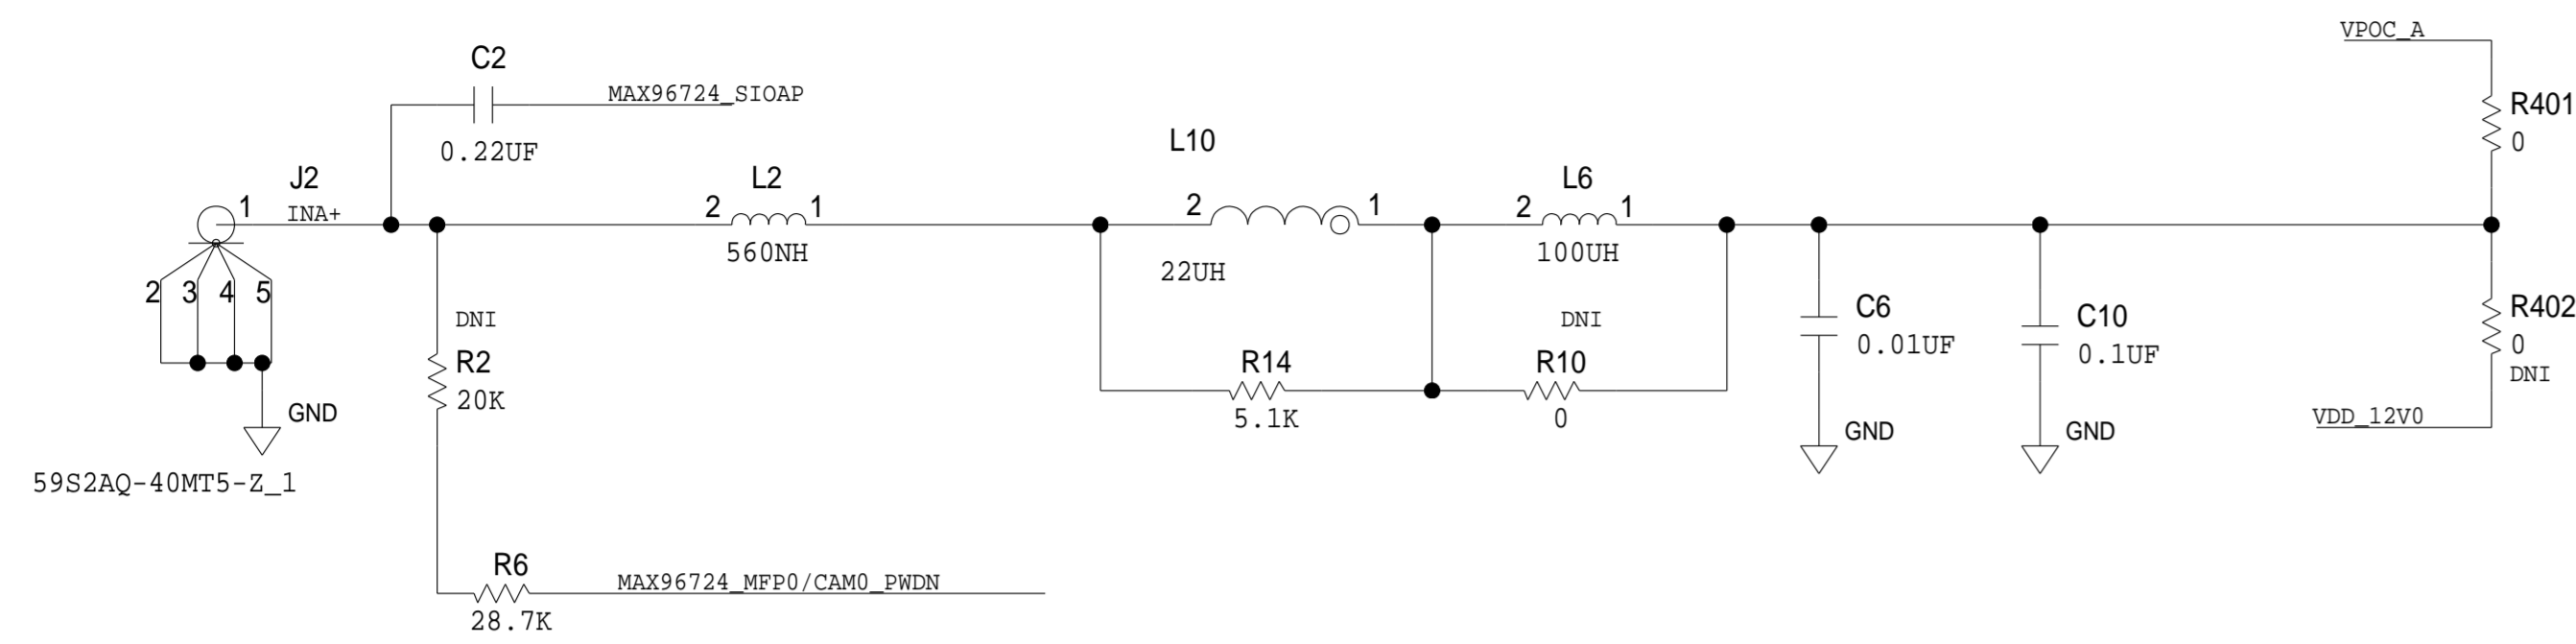 VPOC_A
C2
MAX96724_SIOAP
R401
0
0.22UF
L10
J2
1
INA+
L2
2
1
560NH
2
1
22UH
L6
2
1
100UH
2
3
4
5
GND
59S2AQ-40MT5-Z_1
DNI
R2
20K
R14
5.1K
DNI
R10
0
C6
0.01UF
GND
C10
0.1UF
GND
R402
0
DNI
VDD_12V0
R6
MAX96724_MFP0/CAM0_PWDN
28.7K